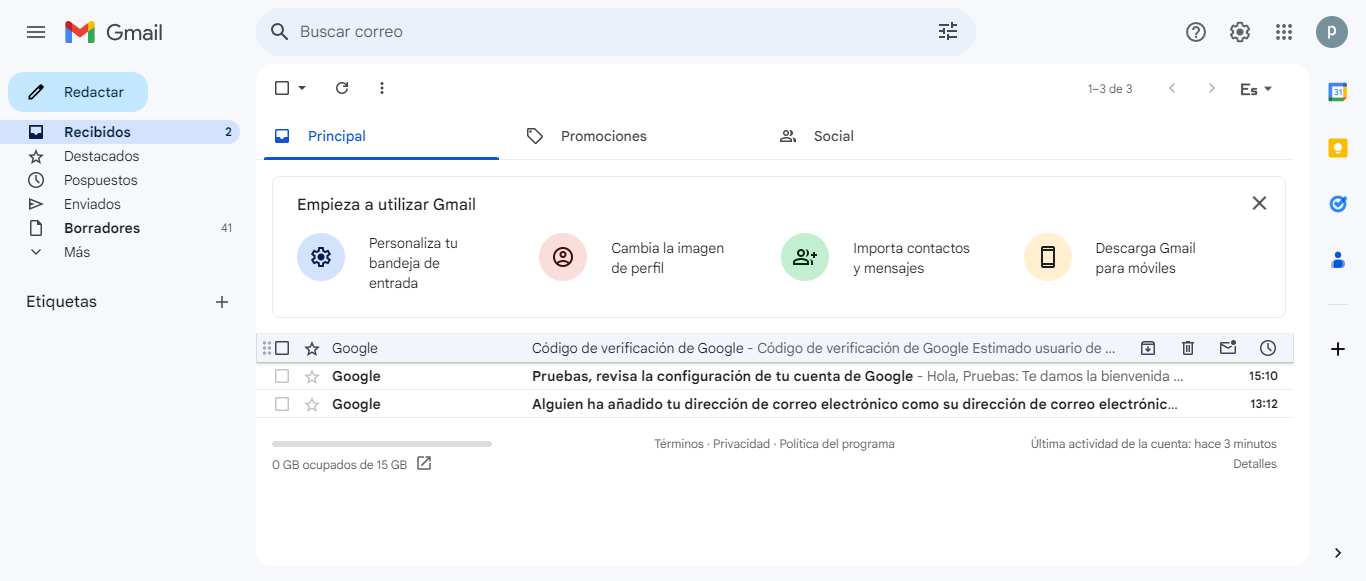 Gmail
Buscar correo
P
Redactar
1–3 de 3
Es
31
Recibidos 2
Destacados
Pospuestos
Enviados
Borradores 41
Más
Etiquetas
Principal
Promociones
Social
Empieza a utilizar Gmail
Personaliza tu
bandeja de
entrada
Cambia la imagen
de perfil
Importa contactos
y mensajes
Descarga Gmail
para móviles
Google Código de verificación de Google - Código de verificación de Google Estimado usuario de ...
Google Pruebas, revisa la configuración de tu cuenta de Google - Hola, Pruebas: Te damos la bienvenida ... 15:10
Google Alguien ha añadido tu dirección de correo electrónico como su dirección de correo electrónic... 13:12
0 GB ocupados de 15 GB
Términos · Privacidad · Política del programa
Última actividad de la cuenta: hace 3 minutos
Detalles